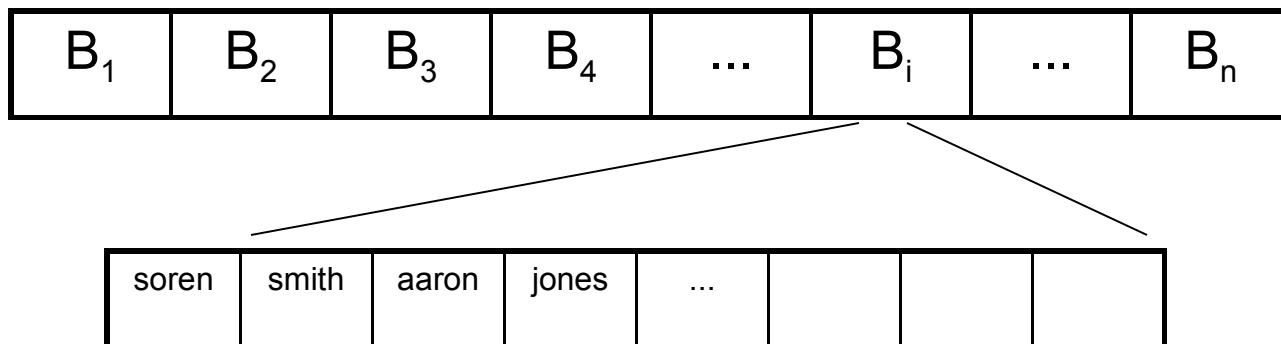 B₁ B₂ B₃ B₄ ... Bᵢ ... Bₙ
soren smith aaron jones ...